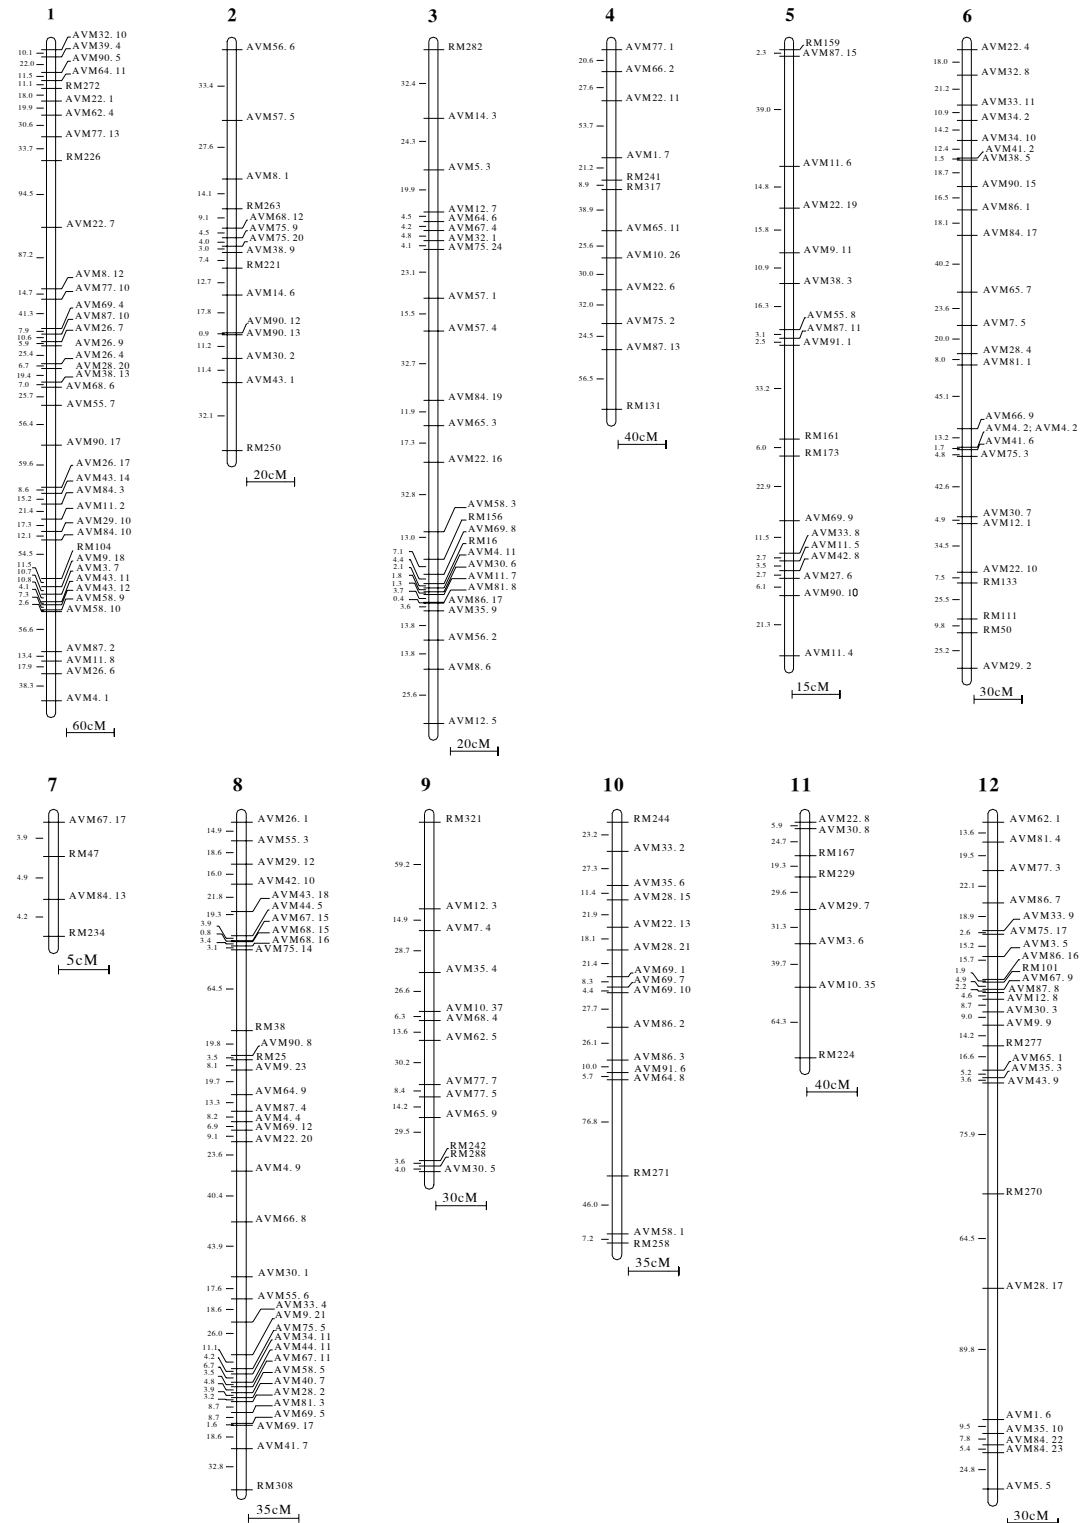 1
10.1
22.0
11.5
11.1
18.0
19.9
30.6
33.7
94.5
87.2
14.7
41.3
7.9
10.6
5.9
25.4
6.7
19.4
7.0
25.7
56.4
59.6
8.6
15.2
21.4
17.3
12.1
54.5
11.5
10.7
10.8
4.1
7.3
2.6
56.6
13.4
17.9
38.3
AVM32.10
AVM39.4
AVM90.5
AVM64.11
RM272
AVM22.1
AVM62.4
AVM77.13
RM226
AVM22.7
AVM8.12
AVM77.10
AVM69.4
AVM87.10
AVM26.7
AVM26.9
AVM26.4
AVM28.20
AVM38.13
AVM68.6
AVM55.7
AVM90.17
AVM26.17
AVM43.14
AVM84.3
AVM11.2
AVM29.10
AVM84.10
RM104
AVM9.18
AVM3.7
AVM43.11
AVM43.12
AVM58.9
AVM58.10
AVM87.2
AVM11.8
AVM26.6
AVM4.1
60cM
2
33.4
27.6
14.1
9.1
4.5
4.0
3.0
7.4
12.7
17.8
0.9
11.2
11.4
32.1
AVM56.6
AVM57.5
AVM8.1
RM263
AVM68.12
AVM75.9
AVM75.20
AVM38.9
RM221
AVM14.6
AVM90.12
AVM90.13
AVM30.2
AVM43.1
RM250
20cM
3
32.4
24.3
19.9
4.5
4.2
4.8
4.1
23.1
15.5
32.7
11.9
17.3
32.8
13.0
7.1
4.4
2.1
1.8
1.3
3.7
0.4
3.6
13.8
13.8
25.6
RM282
AVM14.3
AVM5.3
AVM12.7
AVM64.6
AVM67.4
AVM32.1
AVM75.24
AVM57.1
AVM57.4
AVM84.19
AVM65.3
AVM22.16
AVM58.3
RM156
AVM69.8
RM16
AVM4.11
AVM30.6
AVM11.7
AVM81.8
AVM86.17
AVM35.9
AVM56.2
AVM8.6
AVM12.5
20cM
4
20.6
27.6
53.7
21.2
8.9
38.9
25.6
30.0
32.0
24.5
56.5
AVM77.1
AVM66.2
AVM22.11
AVM1.7
RM241
RM317
AVM65.11
AVM10.26
AVM22.6
AVM75.2
AVM87.13
RM131
40cM
5
2.3
39.0
14.8
15.8
10.9
16.3
3.1
2.5
33.2
6.0
22.9
11.5
2.7
3.5
2.7
6.1
21.3
RM159
AVM87.15
AVM11.6
AVM22.19
AVM9.11
AVM38.3
AVM55.8
AVM87.11
AVM91.1
RM161
RM173
AVM69.9
AVM33.8
AVM11.5
AVM42.8
AVM27.6
AVM90.10
AVM11.4
15cM
6
18.0
21.2
10.9
14.2
12.4
1.5
18.7
16.5
18.1
40.2
23.6
20.0
8.0
45.1
13.2
1.7
4.8
42.6
4.9
34.5
7.5
25.5
9.8
25.2
AVM22.4
AVM32.8
AVM33.11
AVM34.2
AVM34.10
AVM41.2
AVM38.5
AVM90.15
AVM86.1
AVM84.17
AVM65.7
AVM7.5
AVM28.4
AVM81.1
AVM66.9
AVM4.2; AVM4.2
AVM41.6
AVM75.3
AVM30.7
AVM12.1
AVM22.10
RM133
RM111
RM50
AVM29.2
30cM
7
3.9
4.9
4.2
AVM67.17
RM47
AVM84.13
RM234
5cM
8
14.9
18.6
16.0
21.8
19.3
3.9
0.8
3.4
3.1
64.5
19.8
3.5
8.1
19.7
13.3
8.2
6.9
9.1
23.6
40.4
43.9
17.6
18.6
26.0
11.1
4.2
6.7
3.5
4.8
3.9
3.2
8.7
8.7
1.6
18.6
32.8
AVM26.1
AVM55.3
AVM29.12
AVM42.10
AVM43.18
AVM44.5
AVM67.15
AVM68.15
AVM68.16
AVM75.14
RM38
AVM90.8
RM25
AVM9.23
AVM64.9
AVM87.4
AVM4.4
AVM69.12
AVM22.20
AVM4.9
AVM66.8
AVM30.1
AVM55.6
AVM33.4
AVM9.21
AVM75.5
AVM34.11
AVM44.11
AVM67.11
AVM58.5
AVM40.7
AVM28.2
AVM81.3
AVM69.5
AVM69.17
AVM41.7
RM308
35cM
9
59.2
14.9
28.7
26.6
6.3
13.6
30.2
8.4
14.2
29.5
3.6
4.0
RM321
AVM12.3
AVM7.4
AVM35.4
AVM10.37
AVM68.4
AVM62.5
AVM77.7
AVM77.5
AVM65.9
RM242
RM288
AVM30.5
30cM
10
23.2
27.3
11.4
21.9
18.1
21.4
8.3
4.4
27.7
26.1
10.0
5.7
76.8
46.0
7.2
RM244
AVM33.2
AVM35.6
AVM28.15
AVM22.13
AVM28.21
AVM69.1
AVM69.7
AVM69.10
AVM86.2
AVM86.3
AVM91.6
AVM64.8
RM271
AVM58.1
RM258
35cM
11
5.9
24.7
19.3
29.6
31.3
39.7
64.3
AVM22.8
AVM30.8
RM167
RM229
AVM29.7
AVM3.6
AVM10.35
RM224
40cM
12
13.6
19.5
22.1
18.9
2.6
15.2
15.7
1.9
4.9
2.2
4.6
8.7
9.0
14.2
16.6
5.2
3.6
75.9
64.5
89.8
9.5
7.8
5.4
24.8
AVM62.1
AVM81.4
AVM77.3
AVM86.7
AVM33.9
AVM75.17
AVM3.5
AVM86.16
RM101
AVM67.9
AVM87.8
AVM12.8
AVM30.3
AVM9.9
RM277
AVM65.1
AVM35.3
AVM43.9
RM270
AVM28.17
AVM1.6
AVM35.10
AVM84.22
AVM84.23
AVM5.5
30cM